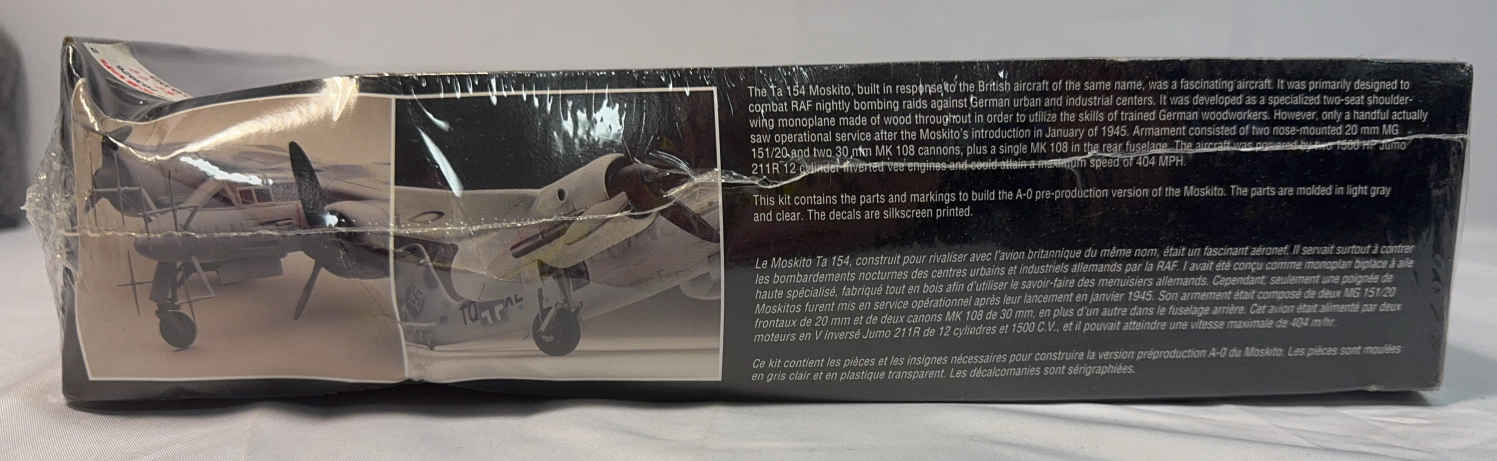 The Ta 154 Moskito, built in response to the British aircraft of the same name, was a fascinating aircraft. It was primarily designed to
combat RAF nightly bombing raids against German urban and industrial centers. It was developed as a specialized two-seat shoulder-
wing monoplane made of wood throughout in order to utilize the skills of trained German woodworkers. However, only a handful actually
saw operational service after the Moskito's introduction in January of 1945. Armament consisted of two nose-mounted 20 mm MG
151/20 and two 30 mm MK 108 cannons, plus a single MK 108 in the rear fuselage. The aircraft was powered by two 1500 HP Jumo
211R 12 cylinder inverted vee engines and could attain a maximum speed of 404 MPH.
This kit contains the parts and markings to build the A-0 pre-production version of the Moskito. The parts are molded in light gray
and clear. The decals are silkscreen printed.
Le Moskito Ta 154, construit pour rivaliser avec l'avion britannique du même nom, était un fascinant aéronef. Il servait surtout à contrer
les bombardements nocturnes des centres urbains et industriels allemands par la RAF. l avait été conçu comme monoplan biplace à aile
haute spécialisé, fabriqué tout en bois afin d'utiliser le savoir-faire des menuisiers allemands. Cependant, seulement une poignée de
Moskitos furent mis en service opérationnel après leur lancement en janvier 1945. Son armement était composé de deux MG 151/20
frontaux de 20 mm et de deux canons MK 108 de 30 mm, en plus d'un autre dans le fuselage arrière. Cet avion était alimenté par deux
moteurs en V inversé Jumo 211R de 12 cylindres et 1500 C.V., et il pouvait atteindre une vitesse maximale de 404 m/hr.
Ce kit contient les pièces et les insignes nécessaires pour construire la version préproduction A-0 du Moskito. Les pièces sont moulées
en gris clair et en plastique transparent. Les décalcomanies sont sérigraphiées.